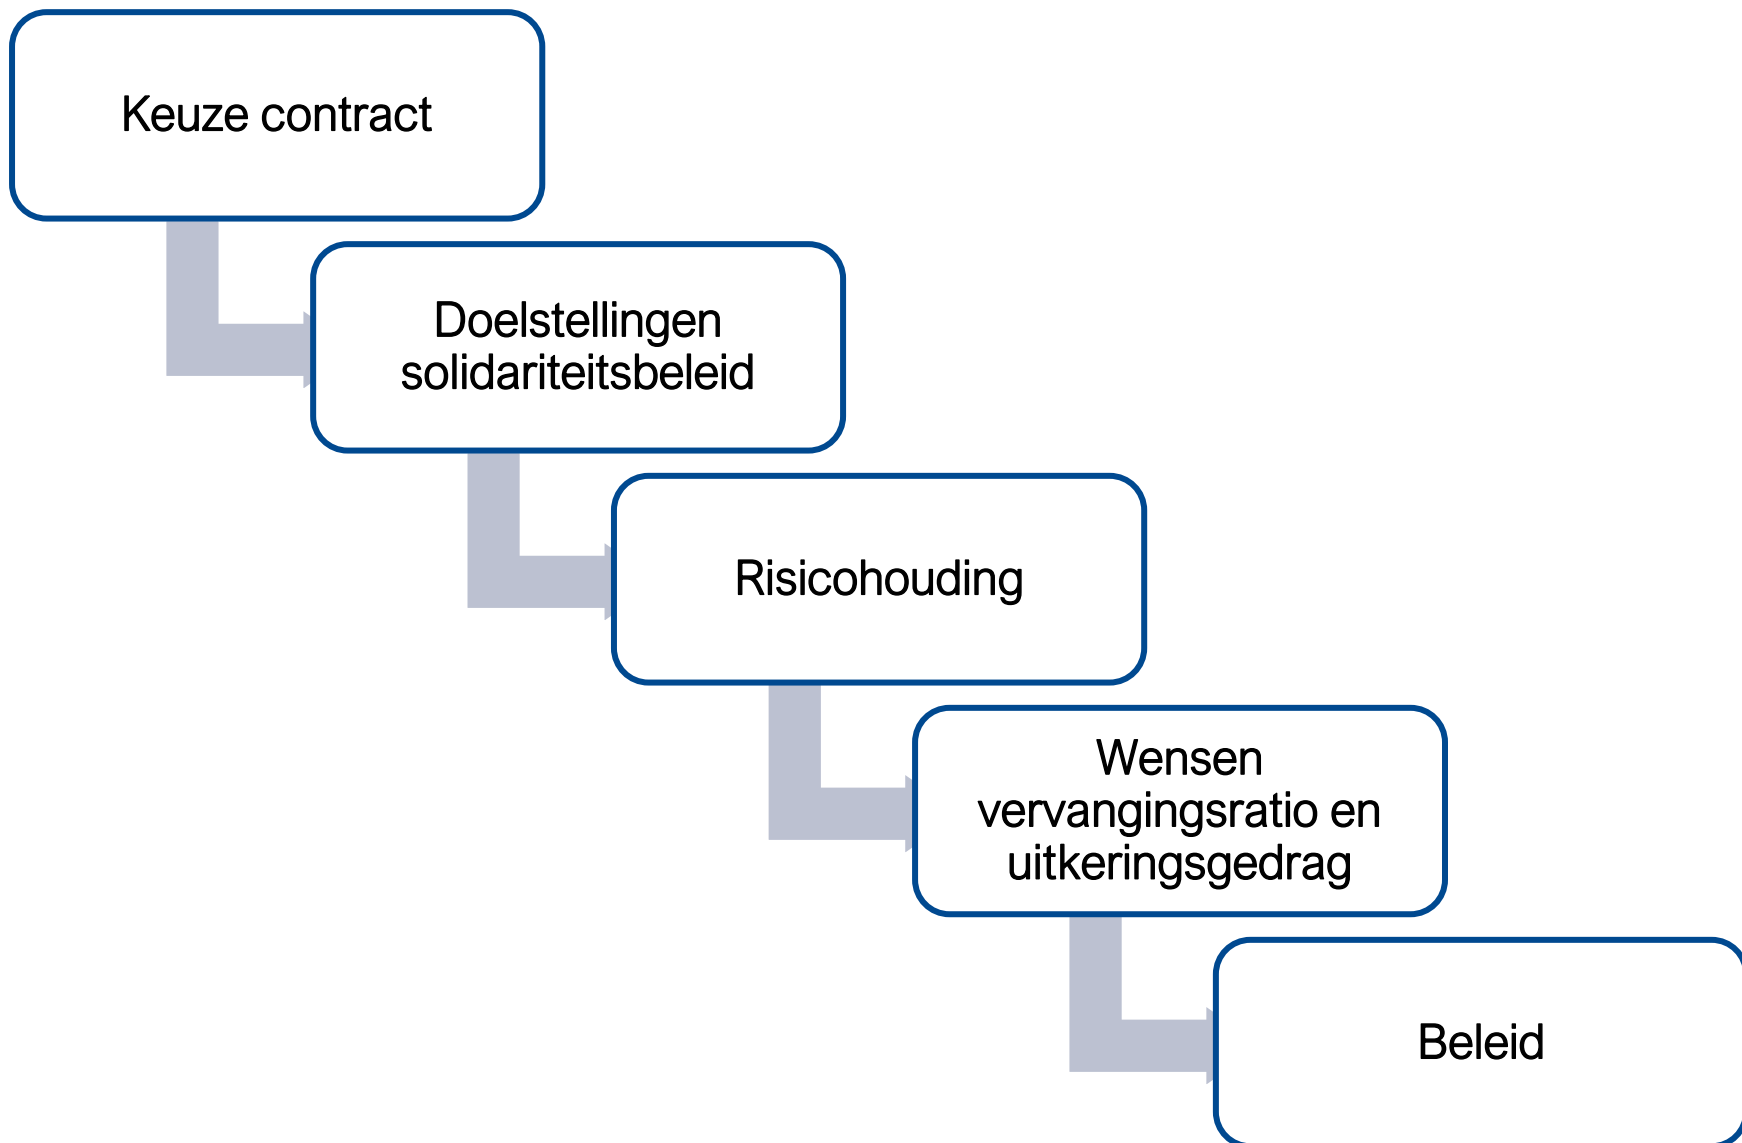 Keuze contract
Doelstellingen
solidariteitsbeleid
Risicohouding
Wensen
vervangingsratio en
uitkeringsgedrag
Beleid